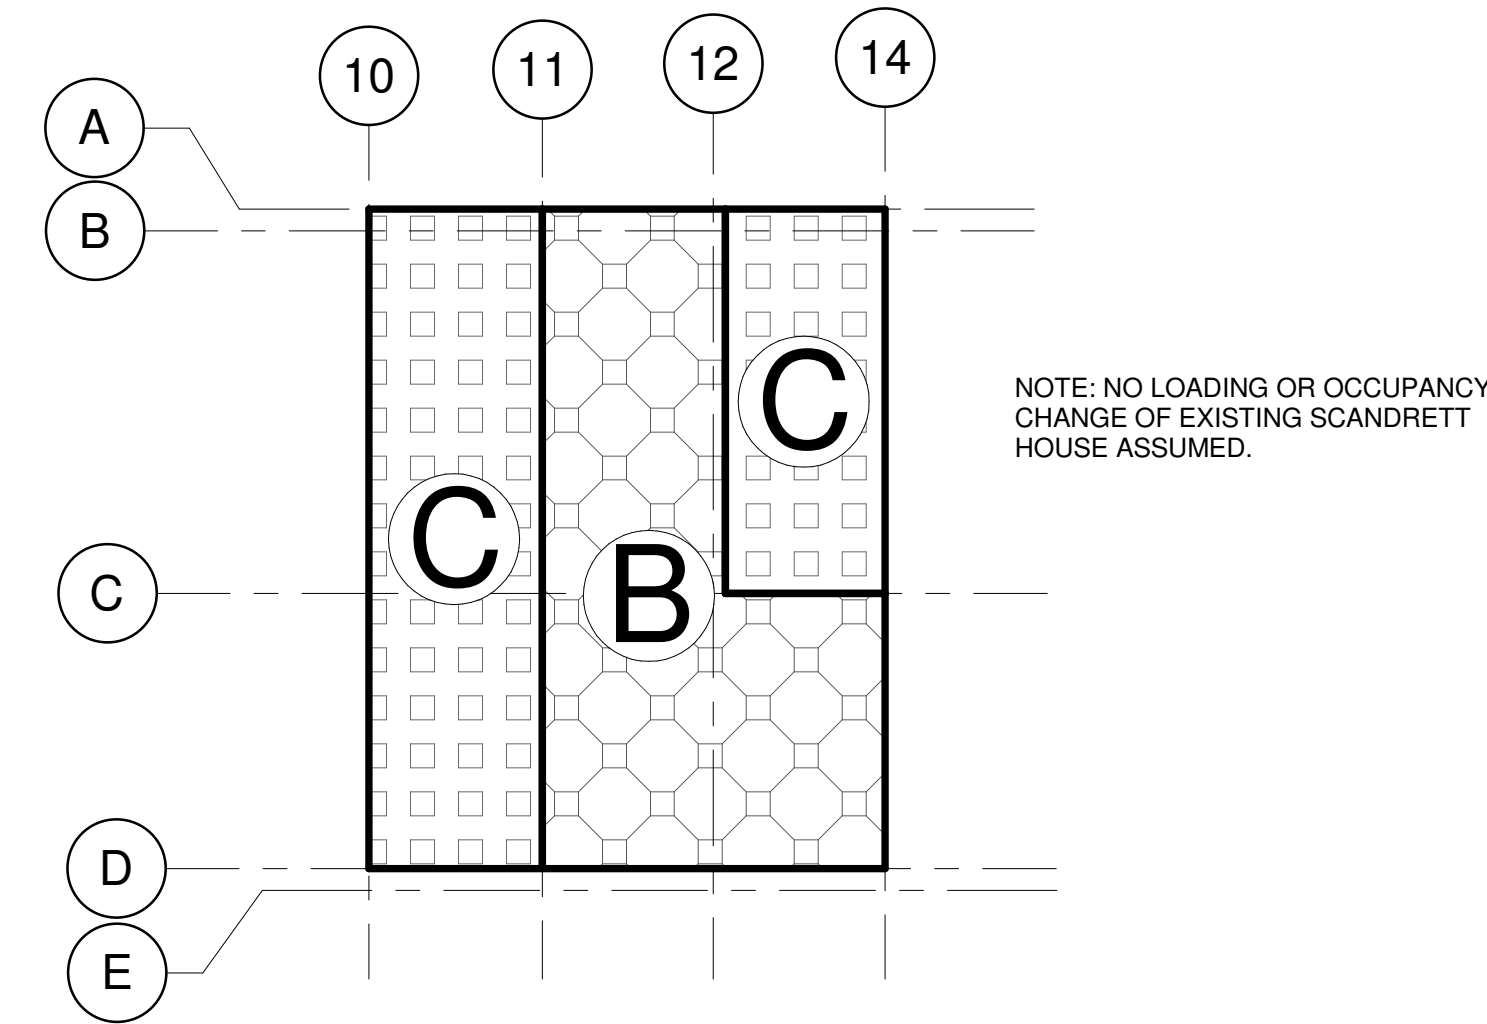 10
11
12
14
A
B
C
NOTE: NO LOADING OR OCCUPANCY
CHANGE OF EXISTING SCANDRETT
HOUSE ASSUMED.
C
B
C
D
E